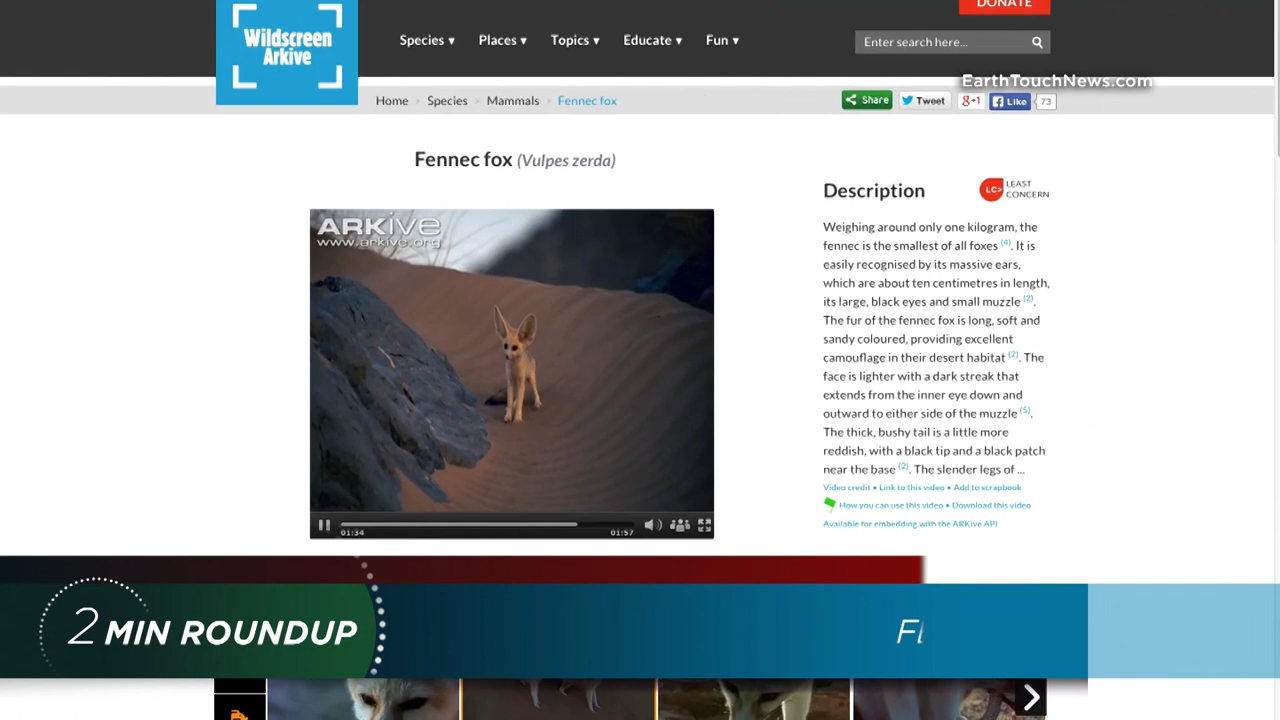 DONATE
Wildscreen
Arkive
Species ▾ Places ▾ Topics ▾ Educate ▾ Fun ▾
Enter search here...
EarthTouchNews.com
Home > Species > Mammals > Fennec fox
Share Tweet g+1 Like 73
Fennec fox (Vulpes zerda)
ARKive
www.arkive.org
01:34 01:57
Description
LC> LEAST
CONCERN
Weighing around only one kilogram, the
fennec is the smallest of all foxes (4). It is
easily recognised by its massive ears,
which are about ten centimetres in length,
its large, black eyes and small muzzle (2).
The fur of the fennec fox is long, soft and
sandy coloured, providing excellent
camouflage in their desert habitat (2). The
face is lighter with a dark streak that
extends from the inner eye down and
outward to either side of the muzzle (5).
The thick, bushy tail is a little more
reddish, with a black tip and a black patch
near the base (2). The slender legs of ...
Video credit • Link to this video • Add to scrapbook
How you can use this video • Download this video
Available for embedding with the ARKive API
2 MIN ROUNDUP